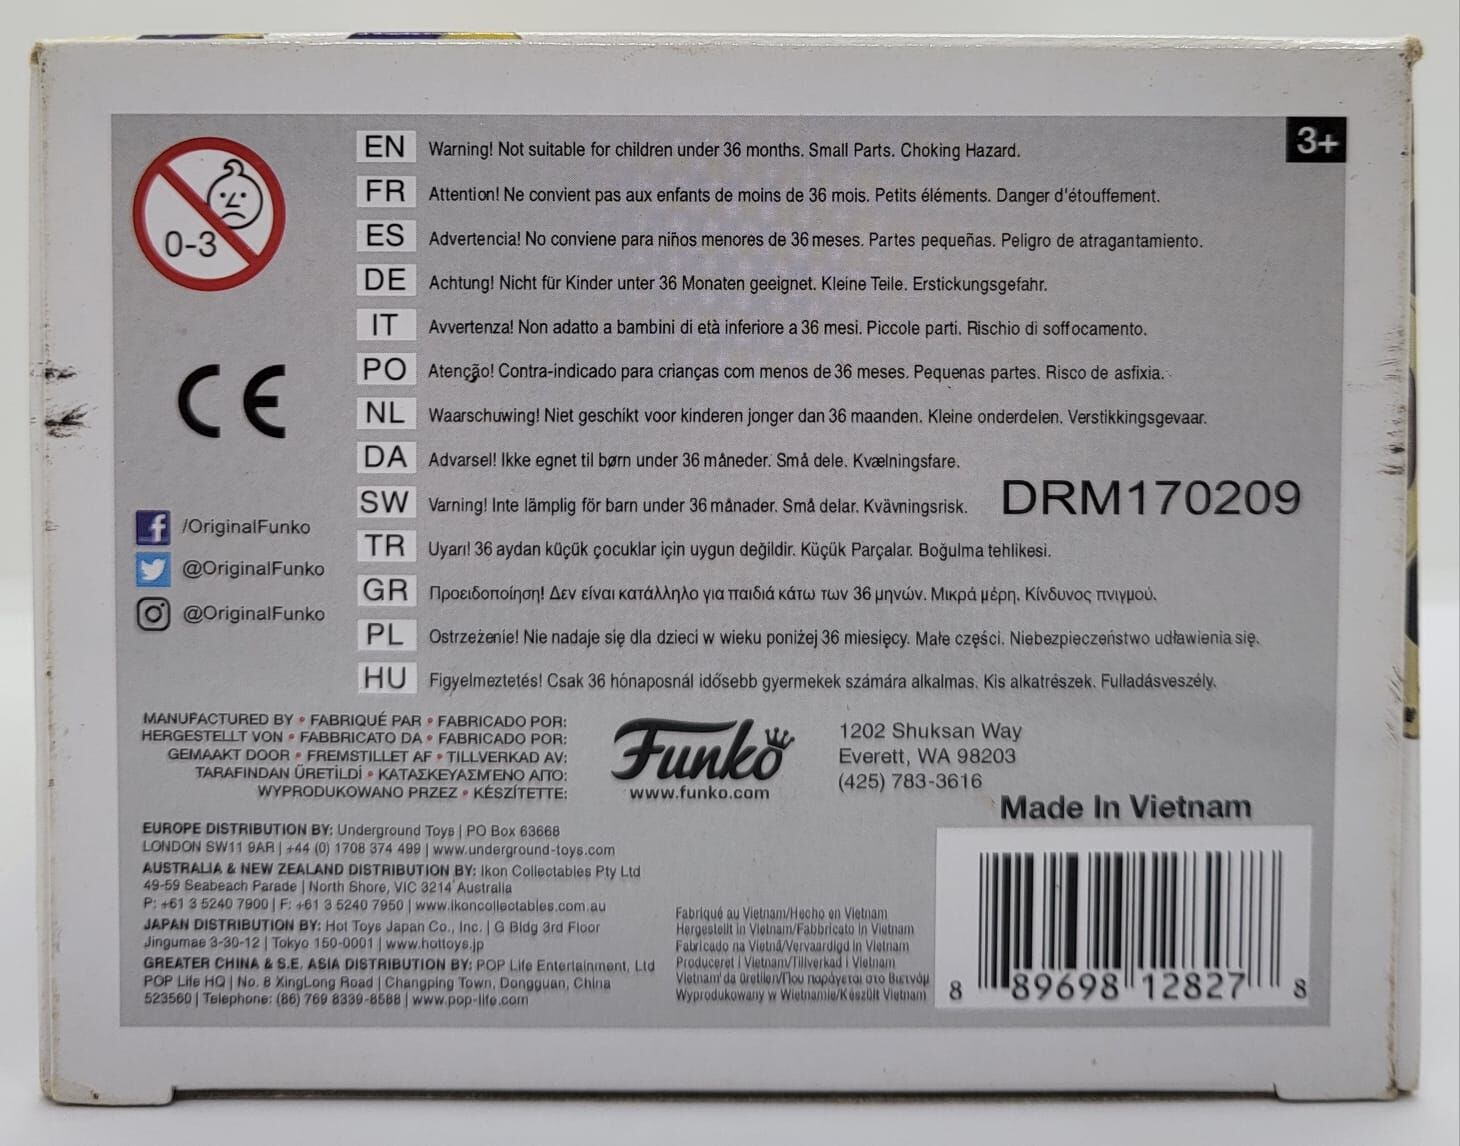 3+
0-3
EN Warning! Not suitable for children under 36 months. Small Parts. Choking Hazard.
FR Attention! Ne convient pas aux enfants de moins de 36 mois. Petits éléments. Danger d'étouffement.
ES Advertencia! No conviene para niños menores de 36 meses. Partes pequeñas. Peligro de atragantamiento.
DE Achtung! Nicht für Kinder unter 36 Monaten geeignet. Kleine Teile. Erstickungsgefahr.
IT Avvertenza! Non adatto a bambini di età inferiore a 36 mesi. Piccole parti. Rischio di soffocamento.
PO Atenção! Contra-indicado para crianças com menos de 36 meses. Pequenas partes. Risco de asfixia.
NL Waarschuwing! Niet geschikt voor kinderen jonger dan 36 maanden. Kleine onderdelen. Verstikkingsgevaar.
DA Advarsel! Ikke egnet til børn under 36 måneder. Små dele. Kvælningsfare.
SW Varning! Inte lämplig för barn under 36 månader. Små delar. Kvävningsrisk.
TR Uyarı! 36 aydan küçük çocuklar için uygun değildir. Küçük Parçalar. Boğulma tehlikesi.
GR Προειδοποίηση! Δεν είναι κατάλληλο για παιδιά κάτω των 36 μηνών. Μικρά μέρη. Κίνδυνος πνιγμού.
PL Ostrzeżenie! Nie nadaje się dla dzieci w wieku poniżej 36 miesięcy. Małe części. Niebezpieczeństwo udławienia się.
HU Figyelmeztetés! Csak 36 hónaposnál idősebb gyermekek számára alkalmas. Kis alkatrészek. Fulladásveszély.
CE
DRM170209
/OriginalFunko
@OriginalFunko
@OriginalFunko
MANUFACTURED BY • FABRIQUÉ PAR • FABRICADO POR:
HERGESTELLT VON • FABBRICATO DA • FABRICADO POR:
GEMAAKT DOOR • FREMSTILLET AF • TILLVERKAD AV:
TARAFINDAN ÜRETİLDİ • ΚΑΤΑΣΚΕΥΑΣΜΈΝΟ ΑΠΌ:
WYPRODUKOWANO PRZEZ • KÉSZÍTETTE:
Funko
www.funko.com
1202 Shuksan Way
Everett, WA 98203
(425) 783-3616
Made In Vietnam
EUROPE DISTRIBUTION BY: Underground Toys | PO Box 63668
LONDON SW11 9AR | +44 (0) 1708 374 499 | www.underground-toys.com
AUSTRALIA & NEW ZEALAND DISTRIBUTION BY: Ikon Collectables Pty Ltd
49-59 Seabeach Parade | North Shore, VIC 3214 Australia
P: +61 3 5240 7900 | F: +61 3 5240 7950 | www.ikoncollectables.com.au
JAPAN DISTRIBUTION BY: Hot Toys Japan Co., Inc. | G Bldg 3rd Floor
Jingumae 3-30-12 | Tokyo 150-0001 | www.hottoys.jp
GREATER CHINA & S.E. ASIA DISTRIBUTION BY: POP Life Entertainment, Ltd
POP Life HQ | No. 8 XingLong Road | Changping Town, Dongguan, China
523560 | Telephone: (86) 769 8339-8588 | www.pop-life.com
Fabriqué au Vietnam/Hecho en Vietnam
Hergestellt in Vietnam/Fabbricato in Vietnam
Fabricado na Vietnã/Vervaardigd in Vietnam
Produceret i Vietnam/Tillverkad i Vietnam
Vietnam'da üretilen/Που παράγεται στο Βιετνάμ
Wyprodukowany w Wietnamie/Készült Vietnam
8 89698 12827 8